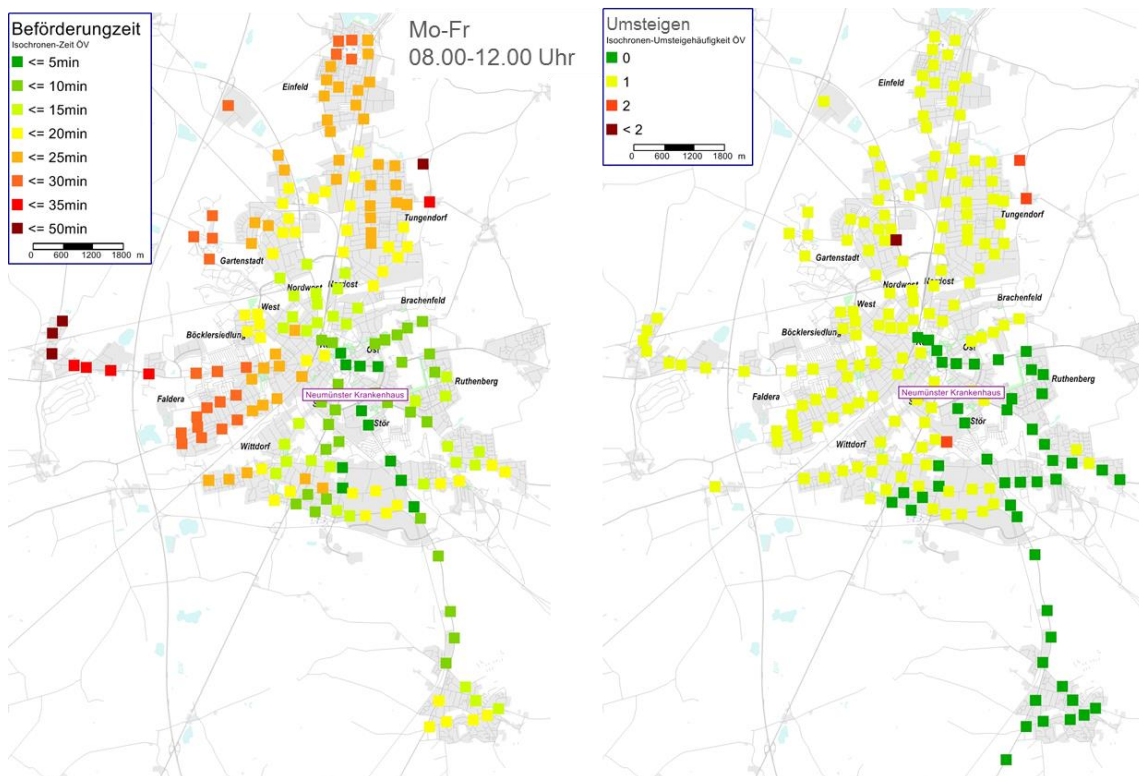 Beförderungzeit
Isochronen-Zeit ÖV
<= 5min
<= 10min
<= 15min
<= 20min
<= 25min
<= 30min
<= 35min
<= 50min
0 600 1200 1800 m
Mo-Fr
08.00-12.00 Uhr
Einfeld
Tungendorf
Gartenstadt
Nordwest
Nordost
West
Brachenfeld
Böcklersiedlung
Ost
Ruthenberg
Neumünster Krankenhaus
Faldera
Stör
Wittdorf
Umsteigen
Isochronen-Umsteigehäufigkeit ÖV
0
1
2
< 2
0 600 1200 1800 m
Einfeld
Tungendorf
Gartenstadt
Nordwest
Nordost
West
Brachenfeld
Böcklersiedlung
Ost
Ruthenberg
Neumünster Krankenhaus
Faldera
Stör
Wittdorf